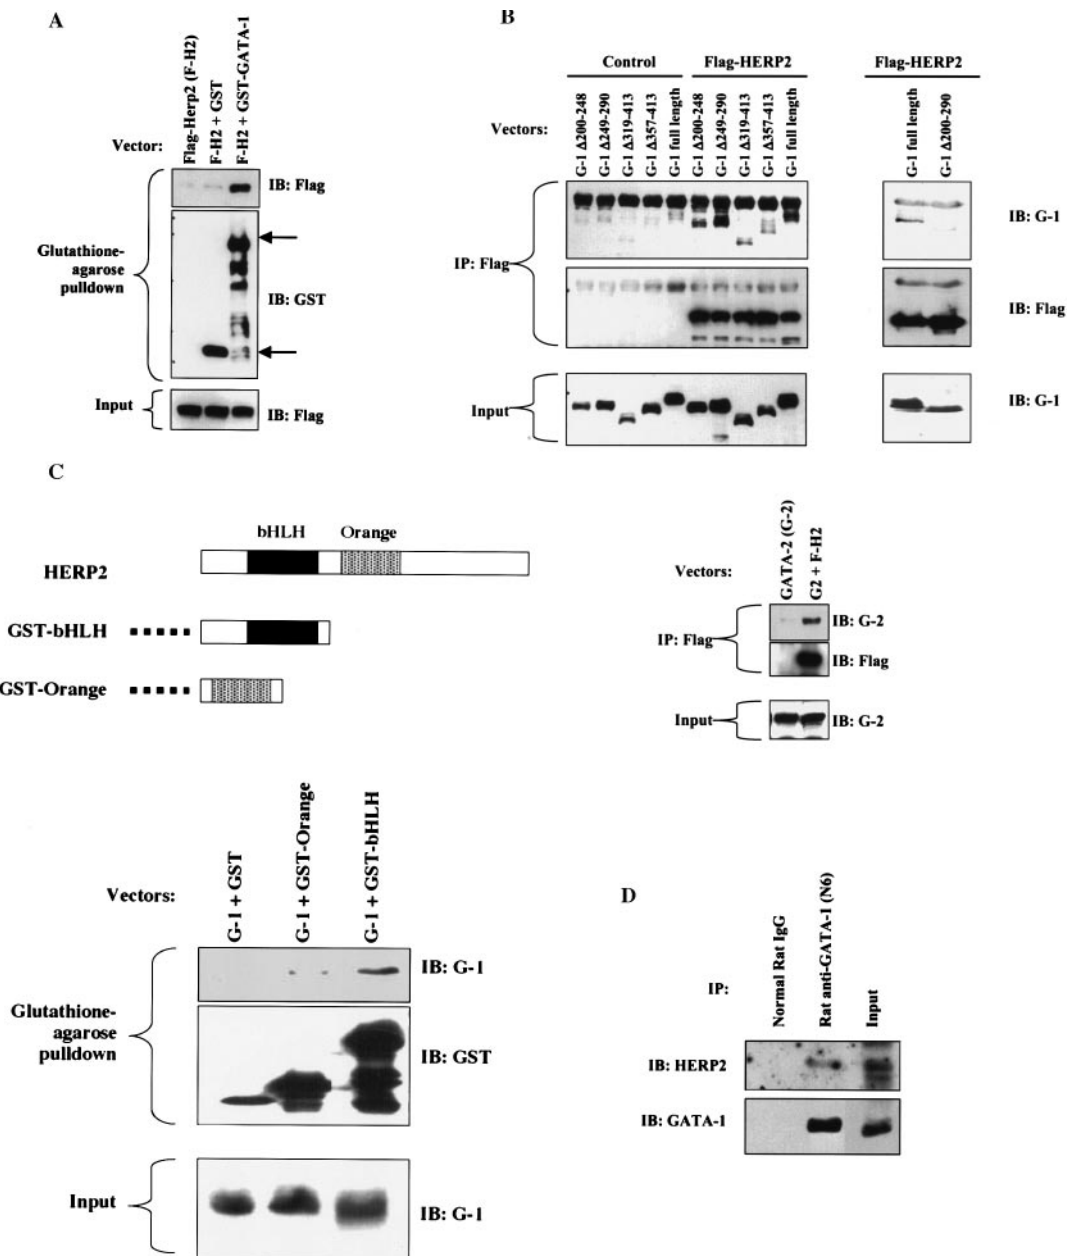 A
Flag-Herp2 (F-H2)
F-H2 + GST
F-H2 + GST-GATA-1
Vector:
IB: Flag
Glutathione-
agarose
pulldown
IB: GST
Input
IB: Flag
B
Control
Flag-HERP2
Flag-HERP2
Vectors:
G-1 Δ200-248
G-1 Δ249-290
G-1 Δ319-413
G-1 Δ357-413
G-1 full length
G-1 Δ200-248
G-1 Δ249-290
G-1 Δ319-413
G-1 Δ357-413
G-1 full length
G-1 full length
G-1 Δ200-290
IP: Flag
IB: G-1
IB: Flag
Input
IB: G-1
C
bHLH
Orange
HERP2
GST-bHLH
GST-Orange
Vectors:
GATA-2 (G-2)
G2 + F-H2
IP: Flag
IB: G-2
IB: Flag
Input
IB: G-2
Vectors:
G-1 + GST
G-1 + GST-Orange
G-1 + GST-bHLH
Glutathione-
agarose
pulldown
IB: G-1
IB: GST
Input
IB: G-1
D
IP:
Normal Rat IgG
Rat anti-GATA-1 (N6)
Input
IB: HERP2
IB: GATA-1